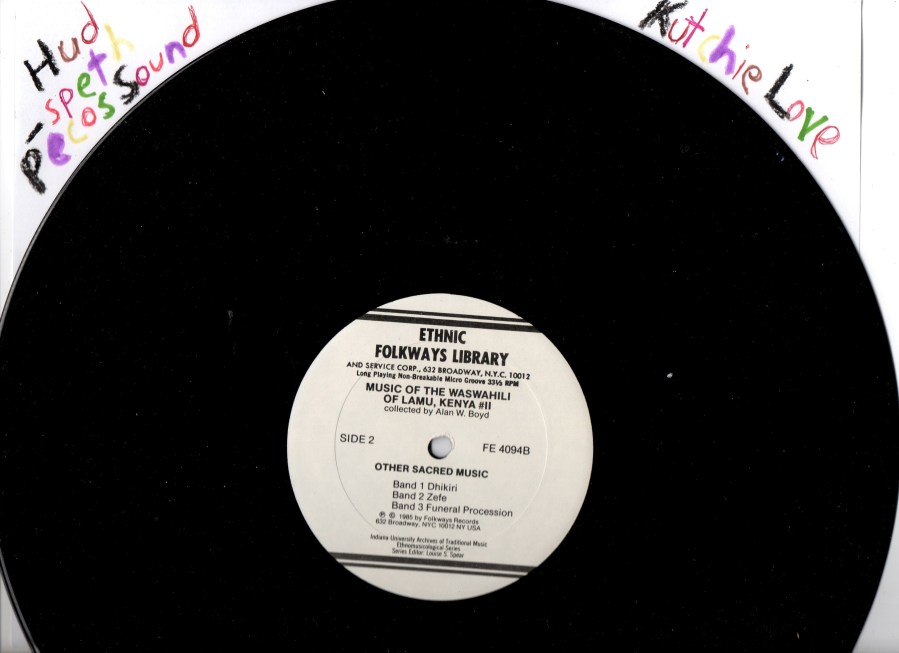 Hud
-speth
Pecos Sound
Kutchie Love
ETHNIC
FOLKWAYS LIBRARY
AND SERVICE CORP., 632 BROADWAY, N.Y.C. 10012
Long Playing Non-Breakable Micro Groove 33⅓ RPM
MUSIC OF THE WASWAHILI
OF LAMU, KENYA #II
collected by Alan W. Boyd
SIDE 2
FE 4094B
OTHER SACRED MUSIC
Band 1 Dhikiri
Band 2 Zefe
Band 3 Funeral Procession
℗ © 1985 by Folkways Records
632 Broadway, NYC 10012 NY USA
Indiana University Archives of Traditional Music
Ethnomusicological Series
Series Editor: Louise S. Spear